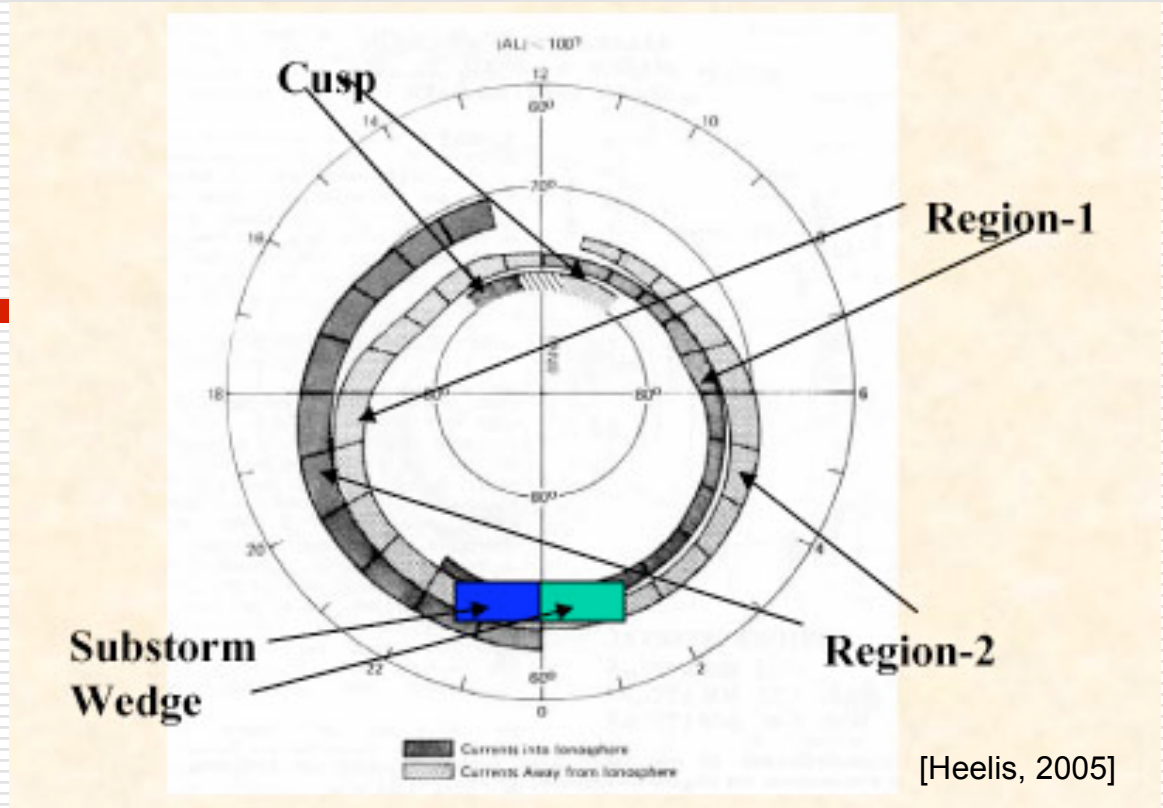 |AL| < 100γ
Cusp
12
60°
14
10
70°
Region-1
16
8
18
80°
80°
6
80°
20
4
Substorm
Region-2
Wedge
22
2
60°
0
Currents into Ionosphere
Currents Away from Ionosphere
[Heelis, 2005]